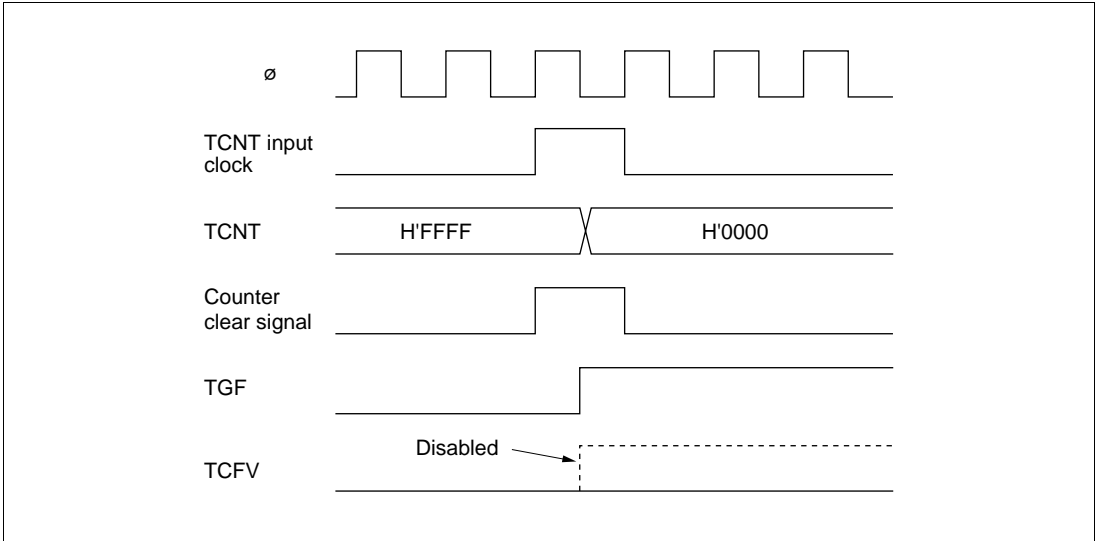 ø
TCNT input
clock
TCNT
H'FFFF
H'0000
Counter
clear signal
TGF
Disabled
TCFV